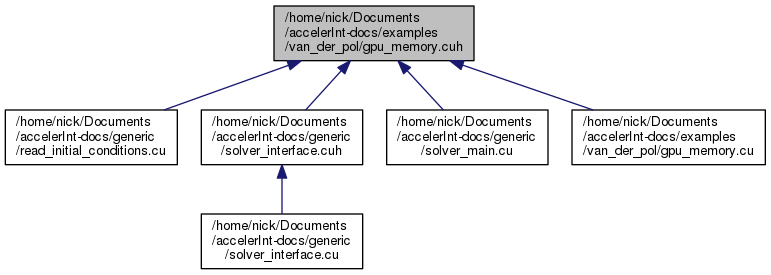 /home/nick/Documents
/accelerInt-docs/examples
/van_der_pol/gpu_memory.cuh
/home/nick/Documents
/accelerInt-docs/generic
/read_initial_conditions.cu
/home/nick/Documents
/accelerInt-docs/generic
/solver_interface.cuh
/home/nick/Documents
/accelerInt-docs/generic
/solver_main.cu
/home/nick/Documents
/accelerInt-docs/examples
/van_der_pol/gpu_memory.cu
/home/nick/Documents
/accelerInt-docs/generic
/solver_interface.cu